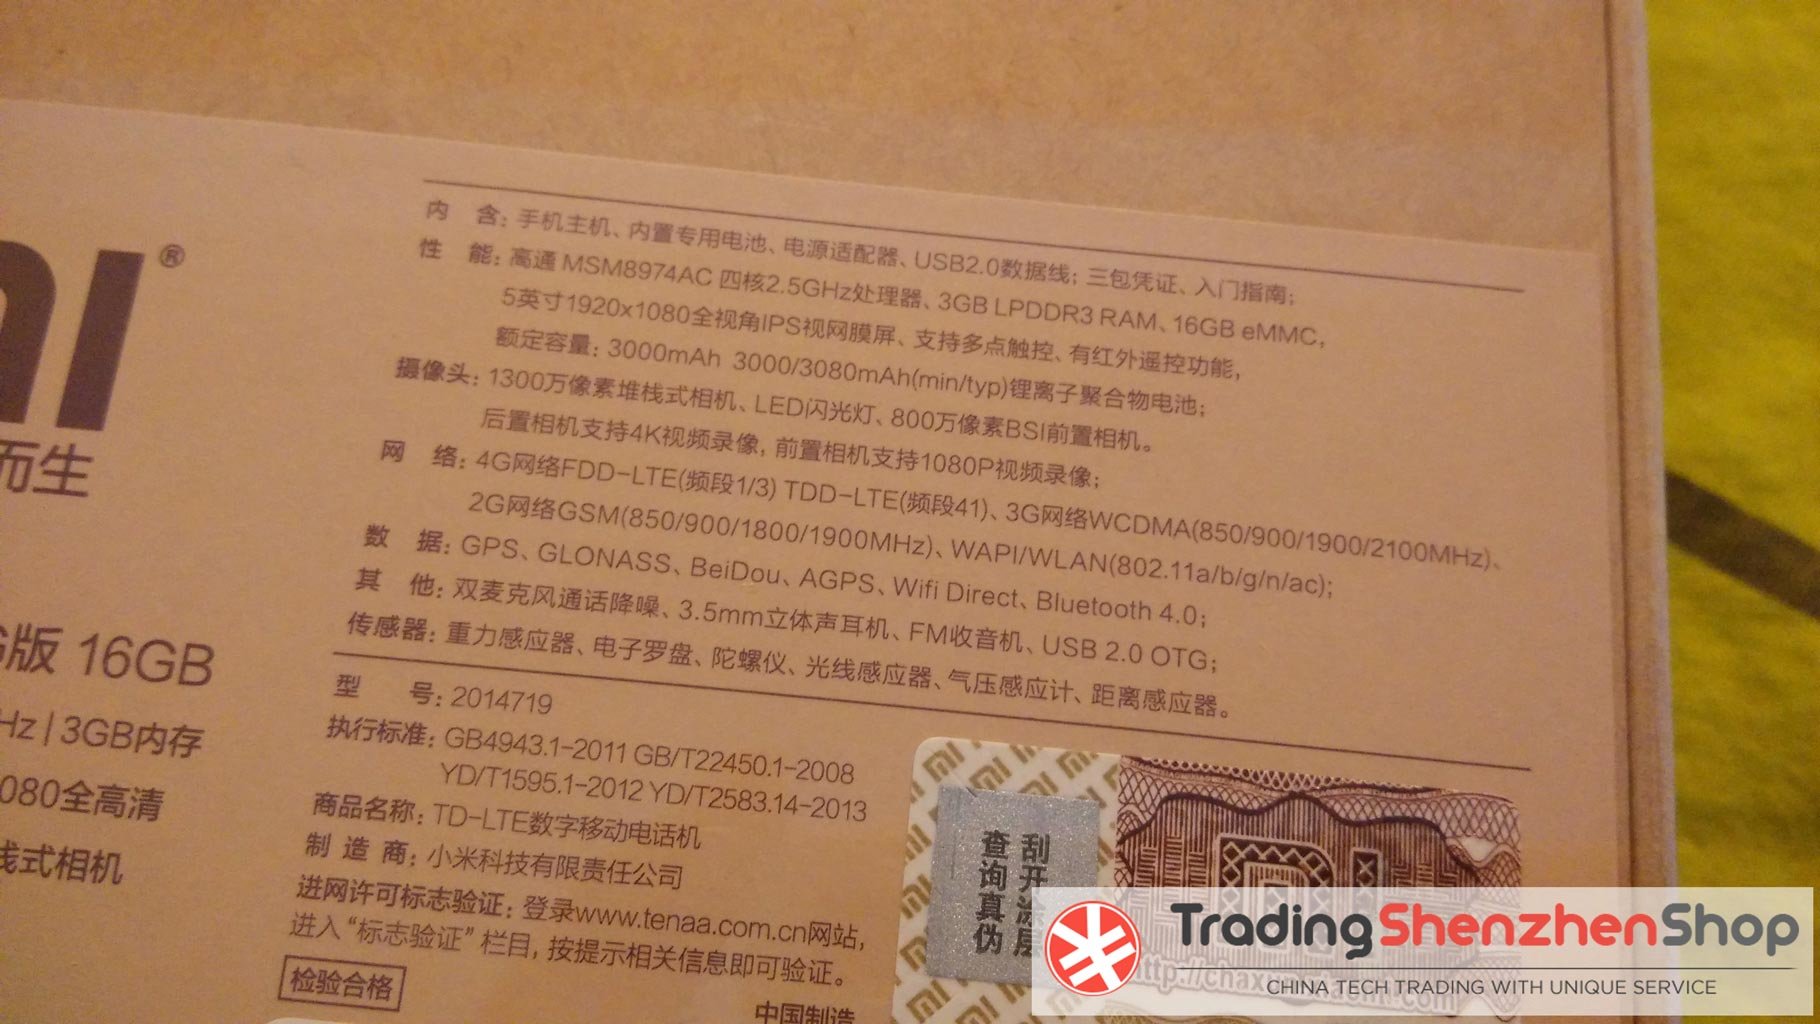 MI®
而生
版 16GB
Hz | 3GB内存
1080全高清
栈式相机
内 含: 手机主机、内置专用电池、电源适配器、USB2.0数据线; 三包凭证、入门指南;
性 能: 高通 MSM8974AC 四核2.5GHz处理器、3GB LPDDR3 RAM、16GB eMMC,
5英寸1920x1080全视角IPS视网膜屏、支持多点触控、有红外遥控功能,
额定容量: 3000mAh 3000/3080mAh(min/typ)锂离子聚合物电池;
摄像头: 1300万像素堆栈式相机、LED闪光灯、800万像素BSI前置相机。
后置相机支持4K视频录像, 前置相机支持1080P视频录像;
网 络: 4G网络FDD-LTE(频段1/3) TDD-LTE(频段41)、3G网络WCDMA(850/900/1900/2100MHz)、
2G网络GSM(850/900/1800/1900MHz)、WAPI/WLAN(802.11a/b/g/n/ac);
数 据: GPS、GLONASS、BeiDou、AGPS、Wifi Direct、Bluetooth 4.0;
其 他: 双麦克风通话降噪、3.5mm立体声耳机、FM收音机、USB 2.0 OTG;
传感器: 重力感应器、电子罗盘、陀螺仪、光线感应器、气压感应计、距离感应器。
型 号: 2014719
执行标准: GB4943.1-2011 GB/T22450.1-2008
YD/T1595.1-2012 YD/T2583.14-2013
商品名称: TD-LTE数字移动电话机
制 造 商: 小米科技有限责任公司
进网许可标志验证: 登录www.tenaa.com.cn网站,
进入“标志验证”栏目, 按提示相关信息即可验证。
检验合格
中国制造
刮开涂层
查询真伪
TradingShenzhenShop
CHINA TECH TRADING WITH UNIQUE SERVICE